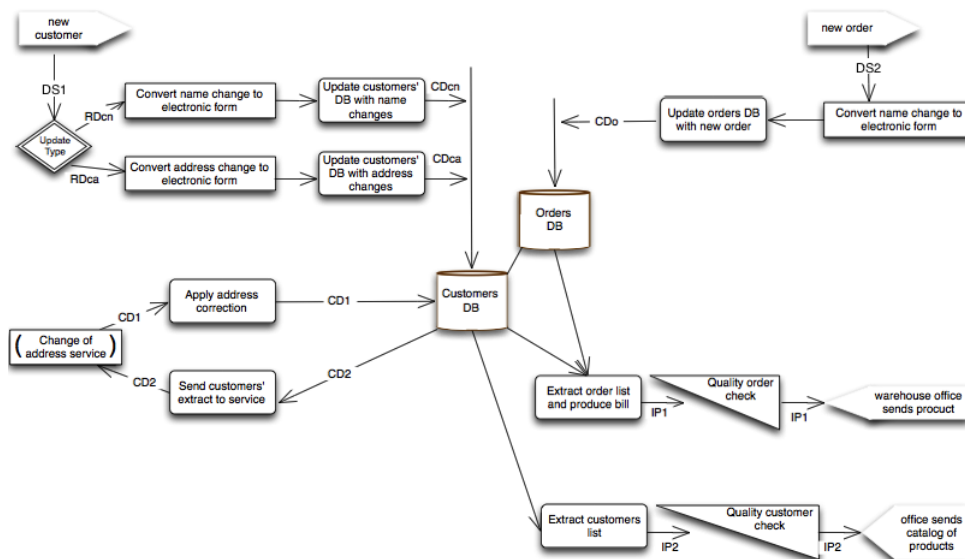 new
customer
new order
DS1
DS2
Update
Type
RDcn
RDca
Convert name change to
electronic form
Update customers'
DB with name
changes
CDcn
Convert address change to
electronic form
Update customers'
DB with address
changes
CDca
CDo
Update orders DB
with new order
Convert name change to
electronic form
Orders
DB
Customers
DB
Apply address
correction
CD1
CD1
( Change of
address service )
CD2
Send customers'
extract to service
CD2
Extract order list
and produce bill
IP1
Quality order
check
IP1
warehouse office
sends procuct
Extract customers
list
IP2
Quality customer
check
IP2
office sends
catalog of
products